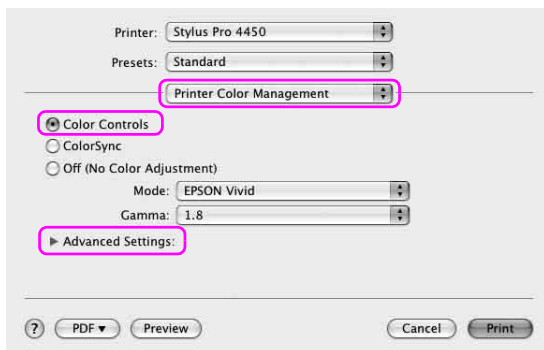 Printer: Stylus Pro 4450
Presets: Standard
Printer Color Management
Color Controls
ColorSync
Off (No Color Adjustment)
Mode: EPSON Vivid
Gamma: 1.8
Advanced Settings:
? PDF Preview Cancel Print